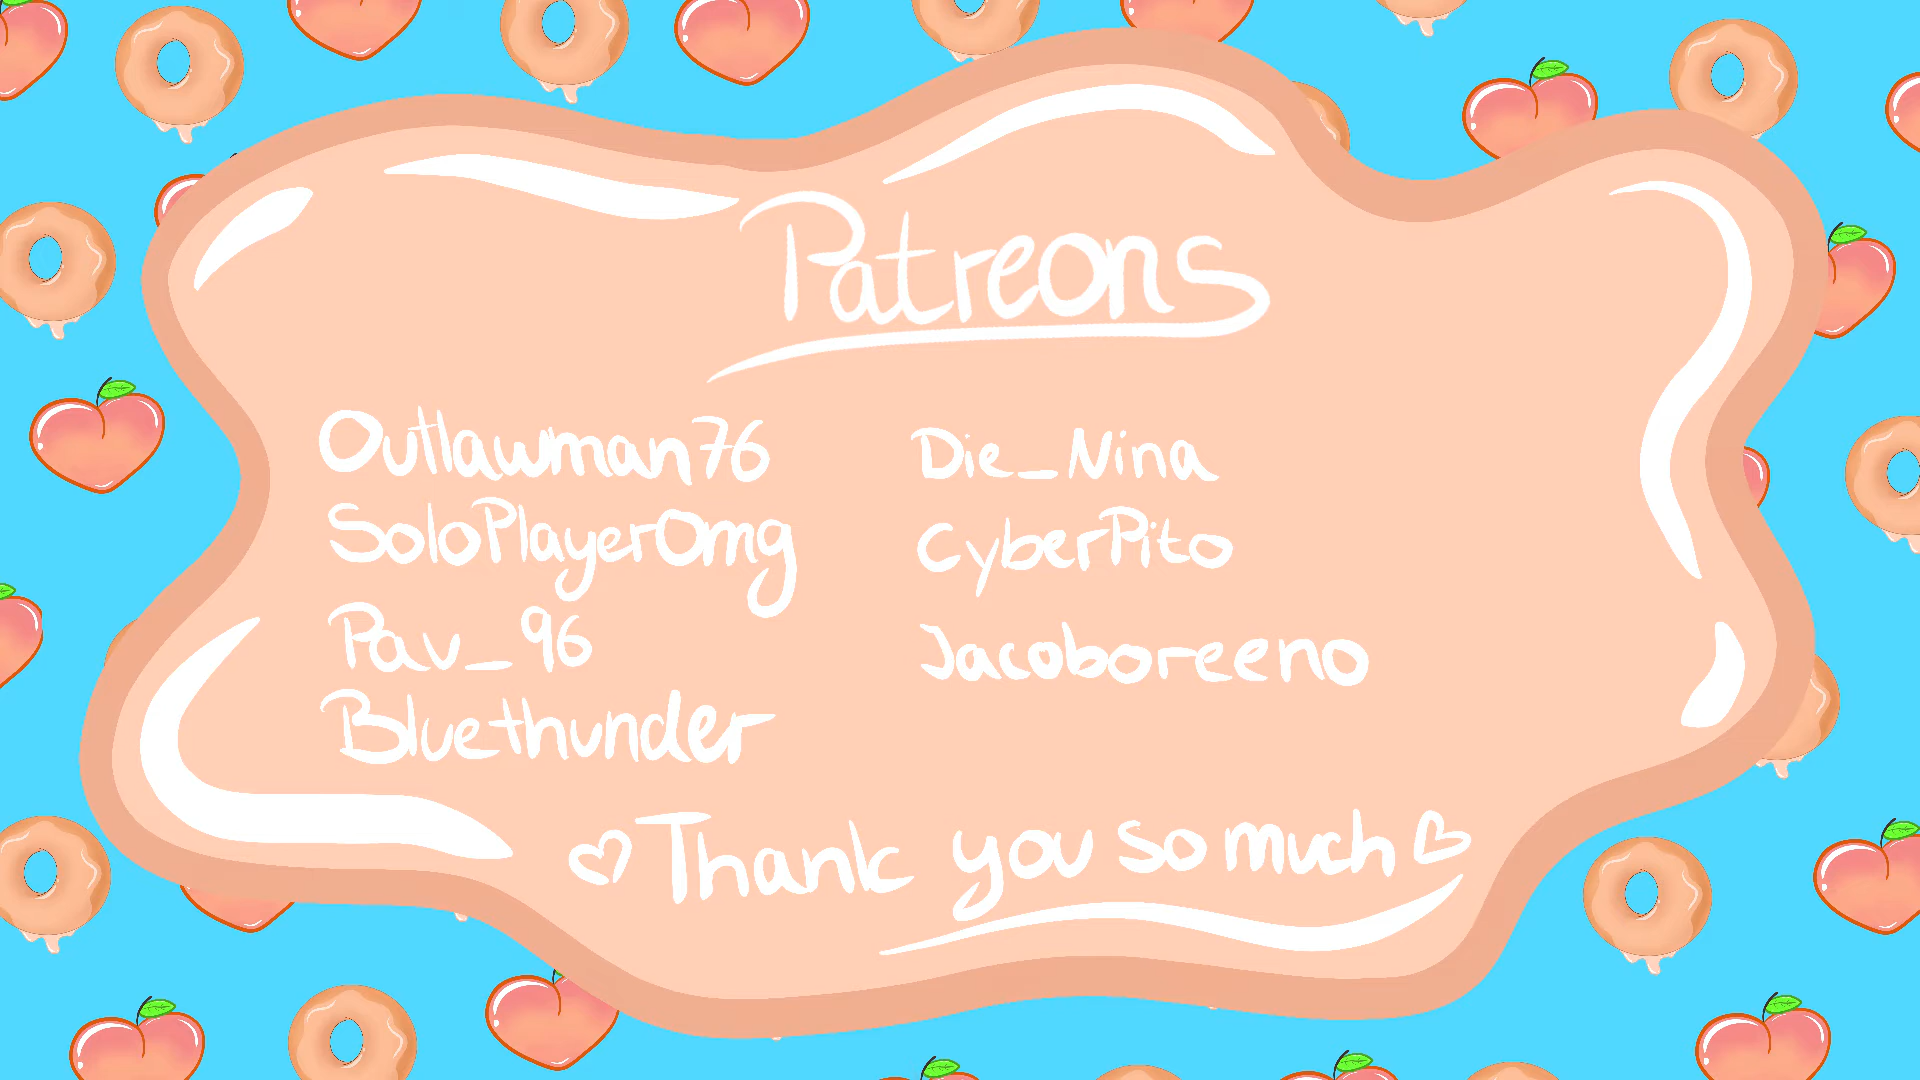 Patreons
Outlawman76
SoloPlayerOmg
Pav_96
Bluethunder
Die_Nina
CyberPito
Jacoboreeno
♡Thank you so much♡